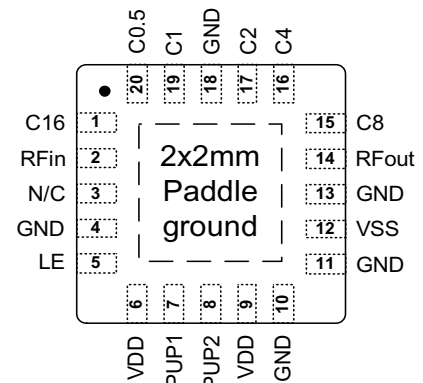 C0.5 C1 GND C2 C4
20 19 18 17 16
C16 1 15 C8
RFin 2 14 RFout
N/C 3 13 GND
GND 4 12 VSS
LE 5 11 GND
2x2mm
Paddle
ground
6 7 8 9 10
VDD PUP1 PUP2 VDD GND